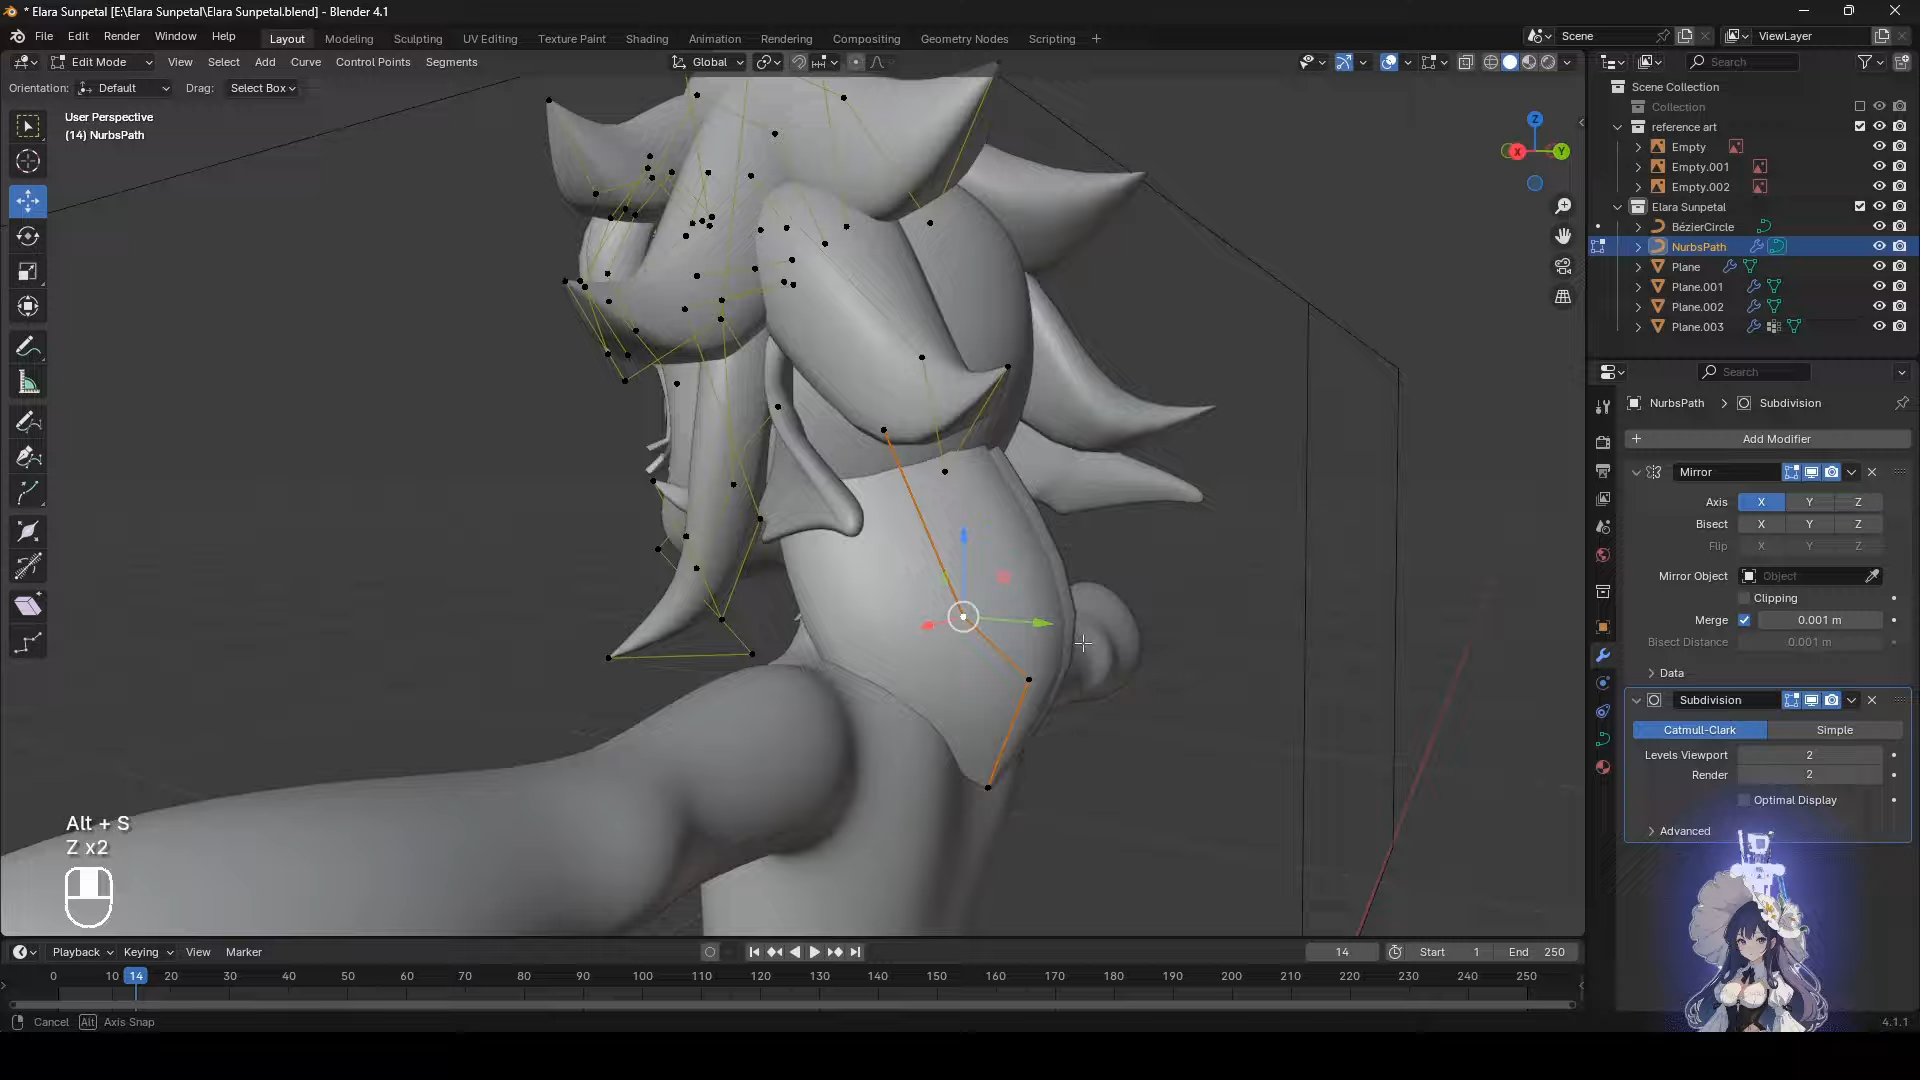 * Elara Sunpetal [E:\Elara Sunpetal\Elara Sunpetal.blend] - Blender 4.1
File Edit Render Window Help
Layout Modeling Sculpting UV Editing Texture Paint Shading Animation Rendering Compositing Geometry Nodes Scripting +
Scene
ViewLayer
Edit Mode View Select Add Curve Control Points Segments
Global
Search
Orientation: Default Drag: Select Box
User Perspective
(14) NurbsPath
Z
X
Y
Scene Collection
Collection
reference art
Empty
Empty.001
Empty.002
Elara Sunpetal
BézierCircle
NurbsPath
Plane
Plane.001
Plane.002
Plane.003
Search
NurbsPath > Subdivision
+ Add Modifier
Mirror
Axis X Y Z
Bisect X Y Z
Flip X Y Z
Mirror Object Object
Clipping
Merge 0.001 m
Bisect Distance 0.001 m
Data
Subdivision
Catmull-Clark Simple
Levels Viewport 2
Render 2
Optimal Display
Advanced
Alt + S
Z x2
Playback Keying View Marker
14
Start 1 End 250
0 10 14 20 30 40 50 60 70 80 90 100 110 120 130 140 150 160 170 180 190 200 210 220 230 240 250
Cancel Alt Axis Snap
4.1.1